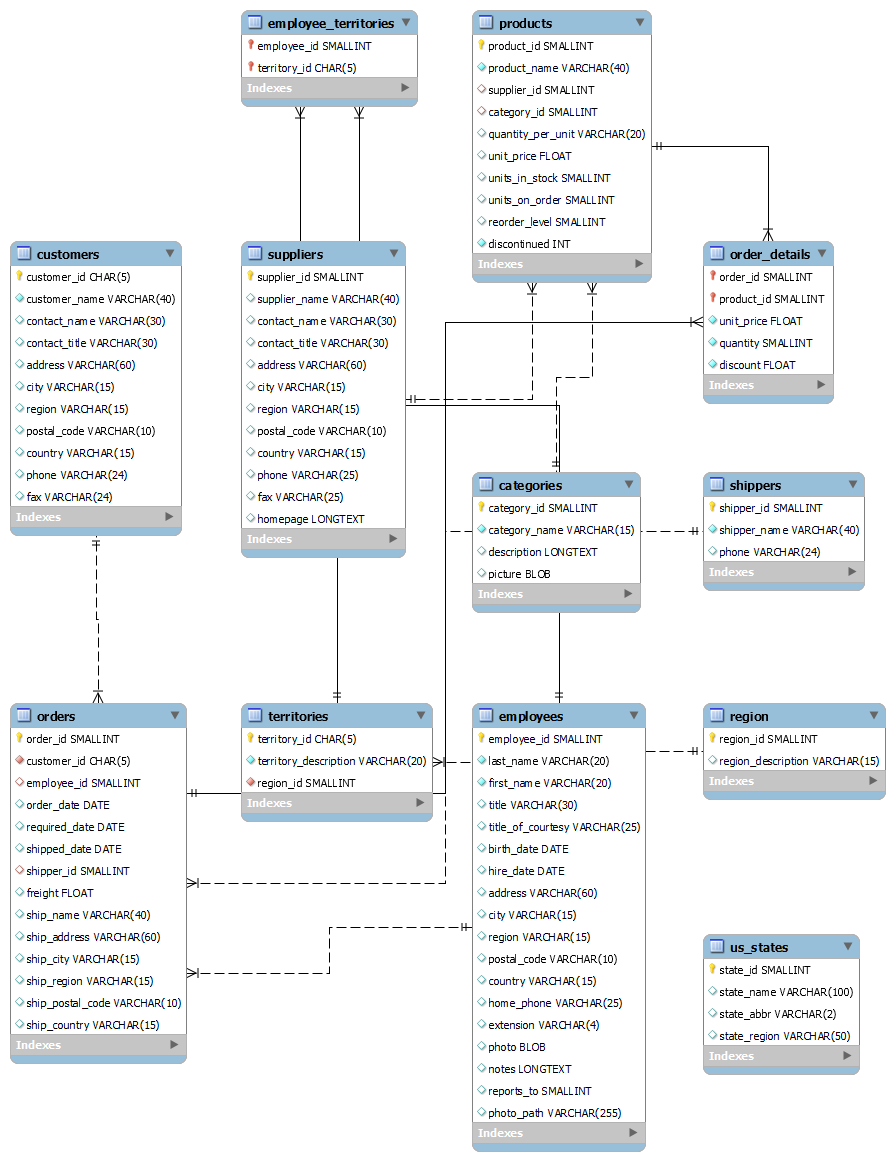 employee_territories
employee_id SMALLINT
territory_id CHAR(5)
Indexes
products
product_id SMALLINT
product_name VARCHAR(40)
supplier_id SMALLINT
category_id SMALLINT
quantity_per_unit VARCHAR(20)
unit_price FLOAT
units_in_stock SMALLINT
units_on_order SMALLINT
reorder_level SMALLINT
discontinued INT
Indexes
customers
customer_id CHAR(5)
customer_name VARCHAR(40)
contact_name VARCHAR(30)
contact_title VARCHAR(30)
address VARCHAR(60)
city VARCHAR(15)
region VARCHAR(15)
postal_code VARCHAR(10)
country VARCHAR(15)
phone VARCHAR(24)
fax VARCHAR(24)
Indexes
suppliers
supplier_id SMALLINT
supplier_name VARCHAR(40)
contact_name VARCHAR(30)
contact_title VARCHAR(30)
address VARCHAR(60)
city VARCHAR(15)
region VARCHAR(15)
postal_code VARCHAR(10)
country VARCHAR(15)
phone VARCHAR(25)
fax VARCHAR(25)
homepage LONGTEXT
Indexes
order_details
order_id SMALLINT
product_id SMALLINT
unit_price FLOAT
quantity SMALLINT
discount FLOAT
Indexes
categories
category_id SMALLINT
category_name VARCHAR(15)
description LONGTEXT
picture BLOB
Indexes
shippers
shipper_id SMALLINT
shipper_name VARCHAR(40)
phone VARCHAR(24)
Indexes
orders
order_id SMALLINT
customer_id CHAR(5)
employee_id SMALLINT
order_date DATE
required_date DATE
shipped_date DATE
shipper_id SMALLINT
freight FLOAT
ship_name VARCHAR(40)
ship_address VARCHAR(60)
ship_city VARCHAR(15)
ship_region VARCHAR(15)
ship_postal_code VARCHAR(10)
ship_country VARCHAR(15)
Indexes
territories
territory_id CHAR(5)
territory_description VARCHAR(20)
region_id SMALLINT
Indexes
employees
employee_id SMALLINT
last_name VARCHAR(20)
first_name VARCHAR(20)
title VARCHAR(30)
title_of_courtesy VARCHAR(25)
birth_date DATE
hire_date DATE
address VARCHAR(60)
city VARCHAR(15)
region VARCHAR(15)
postal_code VARCHAR(10)
country VARCHAR(15)
home_phone VARCHAR(25)
extension VARCHAR(4)
photo BLOB
notes LONGTEXT
reports_to SMALLINT
photo_path VARCHAR(255)
Indexes
region
region_id SMALLINT
region_description VARCHAR(15)
Indexes
us_states
state_id SMALLINT
state_name VARCHAR(100)
state_abbr VARCHAR(2)
state_region VARCHAR(50)
Indexes